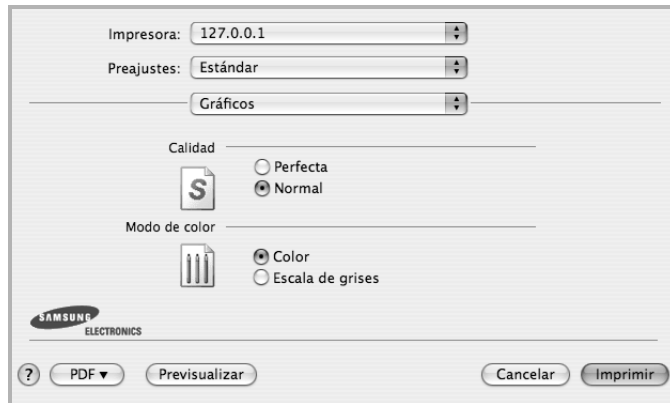 Impresora: 127.0.0.1
Preajustes: Estándar
Gráficos
Calidad
Perfecta
S
Normal
Modo de color
Color
Escala de grises
SAMSUNG
ELECTRONICS
? PDF Previsualizar Cancelar Imprimir